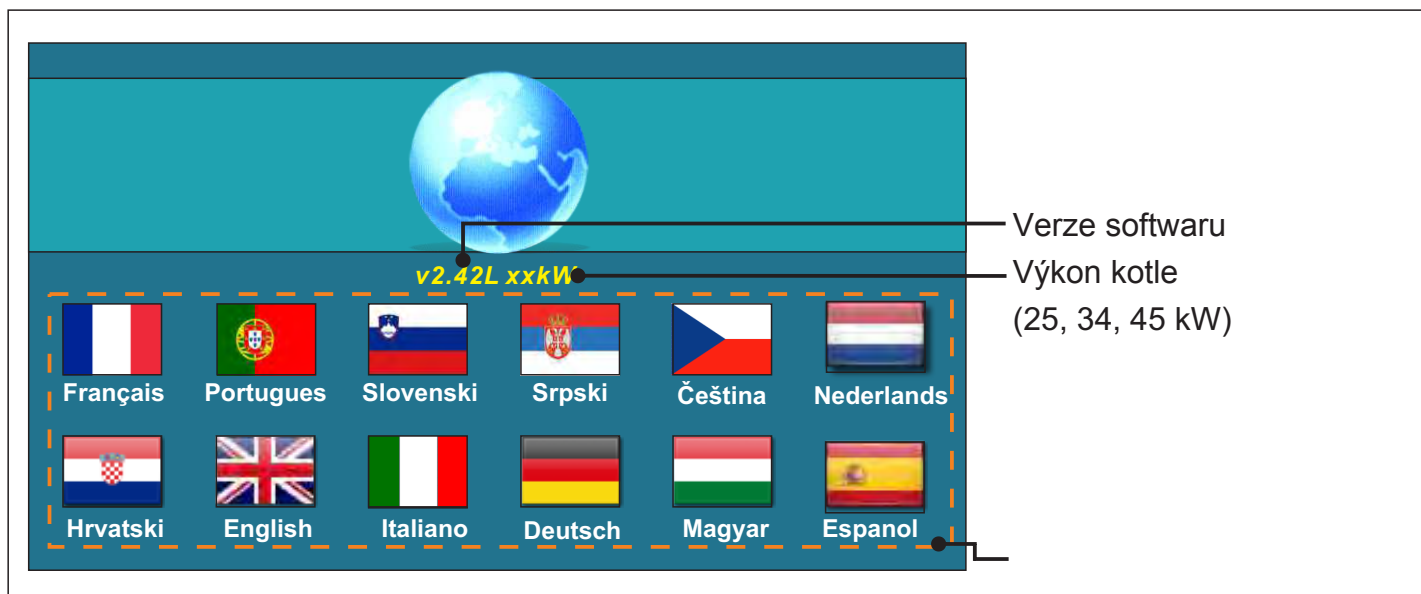 Verze softwaru
v2.42L xxkW
Výkon kotle
(25, 34, 45 kW)
Français Portugues Slovenski Srpski Čeština Nederlands
Hrvatski English Italiano Deutsch Magyar Espanol